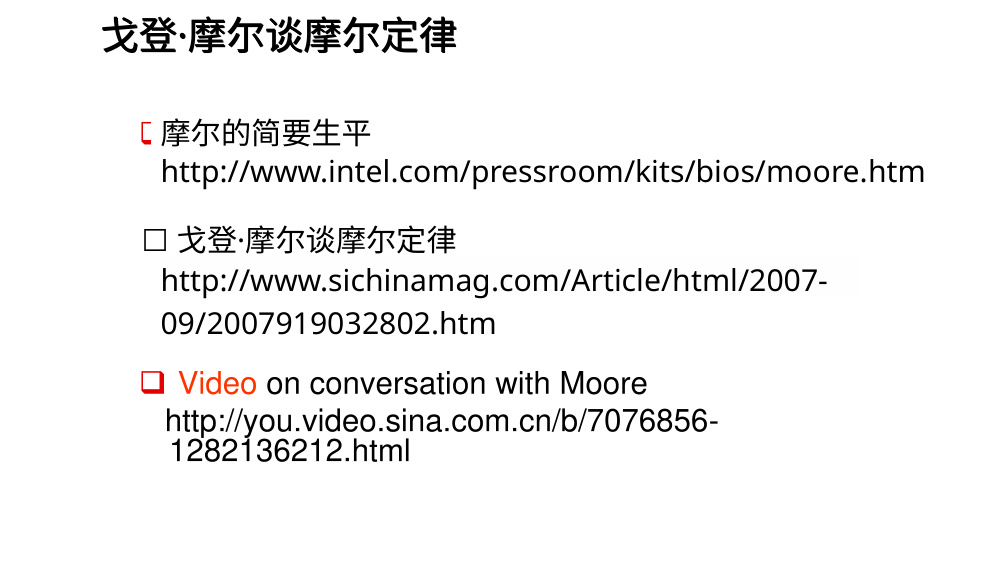 戈登·摩尔谈摩尔定律
摩尔的简要生平
http://www.intel.com/pressroom/kits/bios/moore.htm
戈登·摩尔谈摩尔定律
http://www.sichinamag.com/Article/html/2007-
09/2007919032802.htm
Video on conversation with Moore
http://you.video.sina.com.cn/b/7076856-
1282136212.html